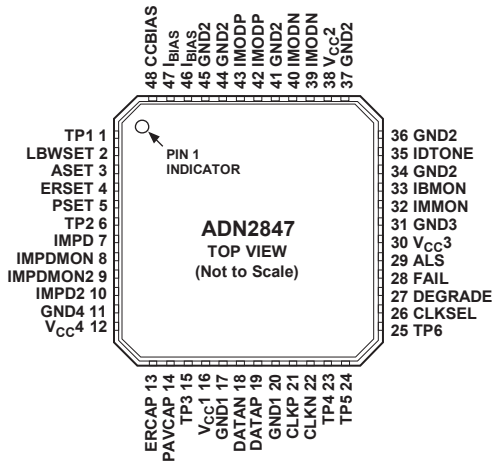 48 CCBIAS
47 IBIAS
46 IBIAS
45 GND2
44 GND2
43 IMODP
42 IMODP
41 GND2
40 IMODN
39 IMODN
38 VCC2
37 GND2
TP1 1
LBWSET 2
ASET 3
ERSET 4
PSET 5
TP2 6
IMPD 7
IMPDMON 8
IMPDMON2 9
IMPD2 10
GND4 11
VCC4 12
PIN 1
INDICATOR
ADN2847
TOP VIEW
(Not to Scale)
36 GND2
35 IDTONE
34 GND2
33 IBMON
32 IMMON
31 GND3
30 VCC3
29 ALS
28 FAIL
27 DEGRADE
26 CLKSEL
25 TP6
ERCAP 13
PAVCAP 14
TP3 15
VCC1 16
GND1 17
DATAN 18
DATAP 19
GND1 20
CLKP 21
CLKN 22
TP4 23
TP5 24